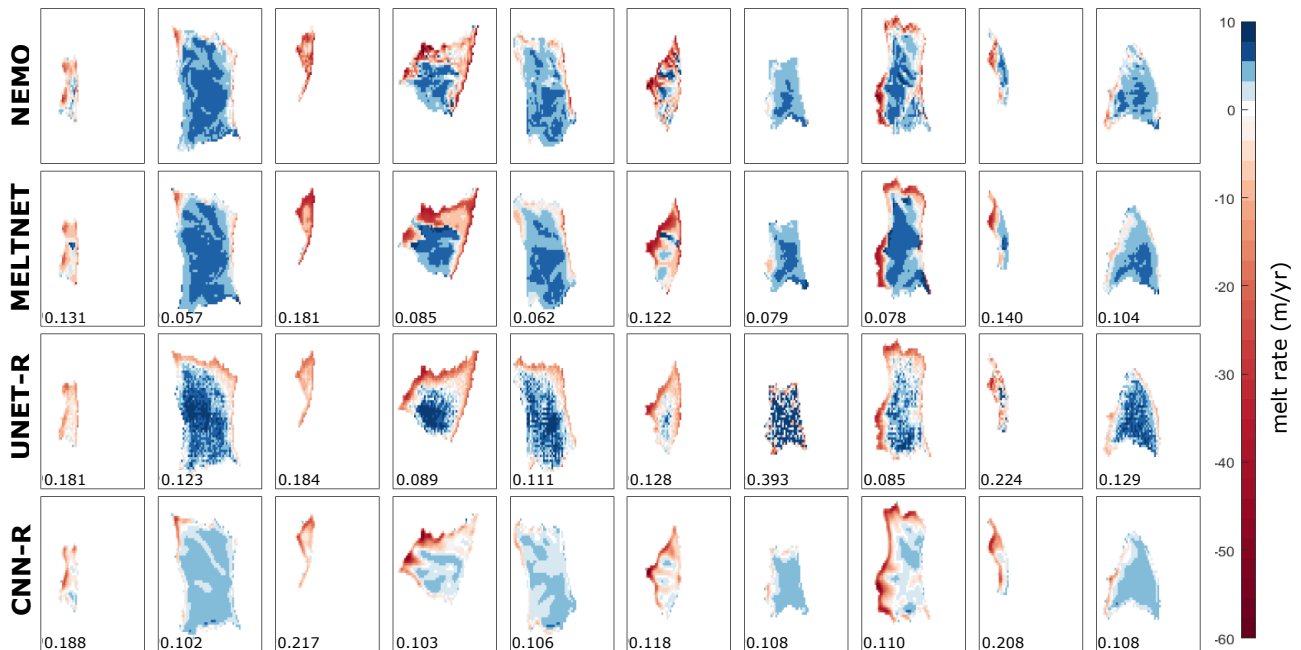 NEMO
MELTNET
0.131 0.057 0.181 0.085 0.062 0.122 0.079 0.078 0.140 0.104
UNET-R
0.181 0.123 0.184 0.089 0.111 0.128 0.393 0.085 0.224 0.129
CNN-R
0.188 0.102 0.217 0.103 0.106 0.118 0.108 0.110 0.208 0.108
10
0
-10
-20
-30
-40
-50
-60
melt rate (m/yr)